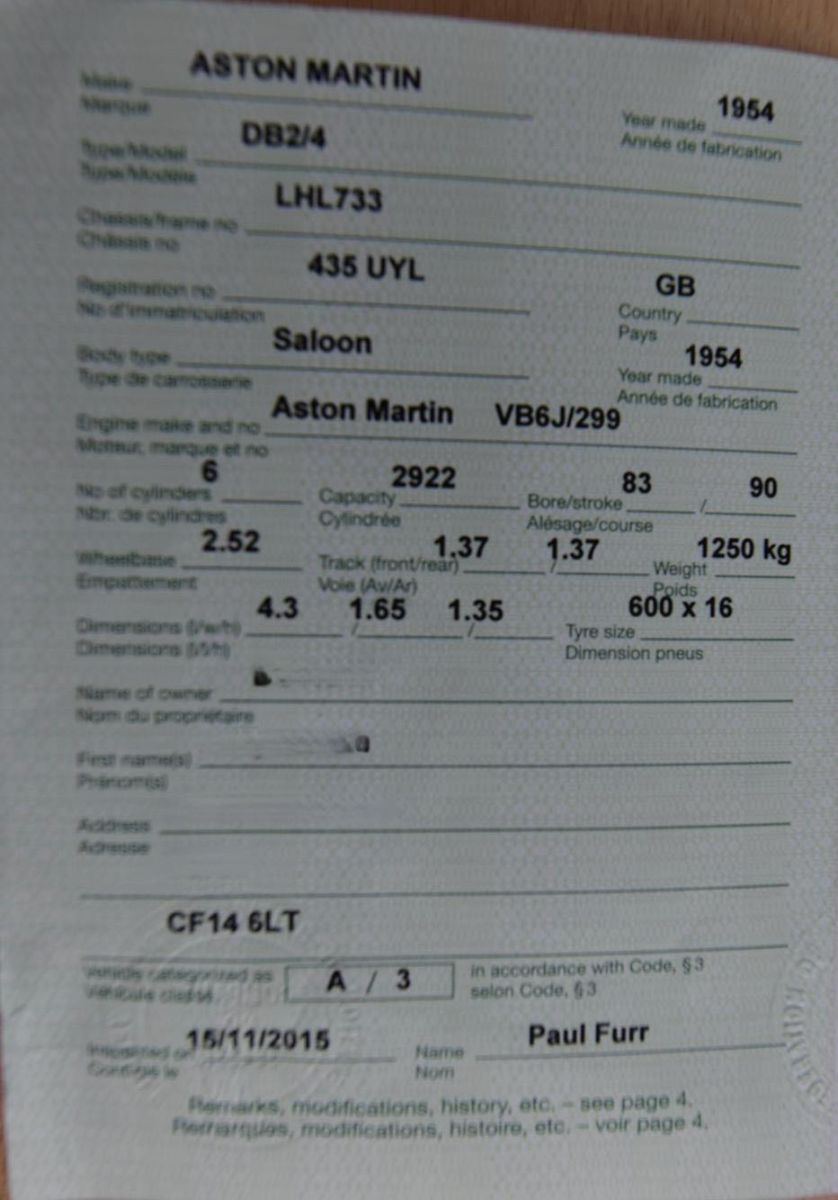 ASTON MARTIN
Make
Marque
1954
Year made
Année de fabrication
DB2/4
Type/Model
Type/Modèle
LHL733
Chassis/frame no
Châssis no
435 UYL
Registration no
No d'immatriculation
GB
Country
Pays
Saloon
Body type
Type de carrosserie
1954
Year made
Année de fabrication
Aston Martin VB6J/299
Engine make and no
Moteur, marque et no
6 2922 83 90
No of cylinders Capacity Bore/stroke /
Nbr. de cylindres Cylindrée Alésage/course
2.52 1.37 1.37 1250 kg
Wheelbase Track (front/rear) / Weight
Empattement Voie (Av/Ar) Poids
4.3 1.65 1.35 600 x 16
Dimensions (l/w/h) / / Tyre size
Dimensions (l/l/h) Dimension pneus
Name of owner
Nom du propriétaire
First name(s)
Prénom(s)
Address
Adresse
CF14 6LT
Vehicle categorized as A / 3 in accordance with Code, §3
Véhicule classé selon Code, §3
15/11/2015 Paul Furr
Name
Nom
Remarks, modifications, history, etc. – see page 4.
Remarques, modifications, histoire, etc. – voir page 4.